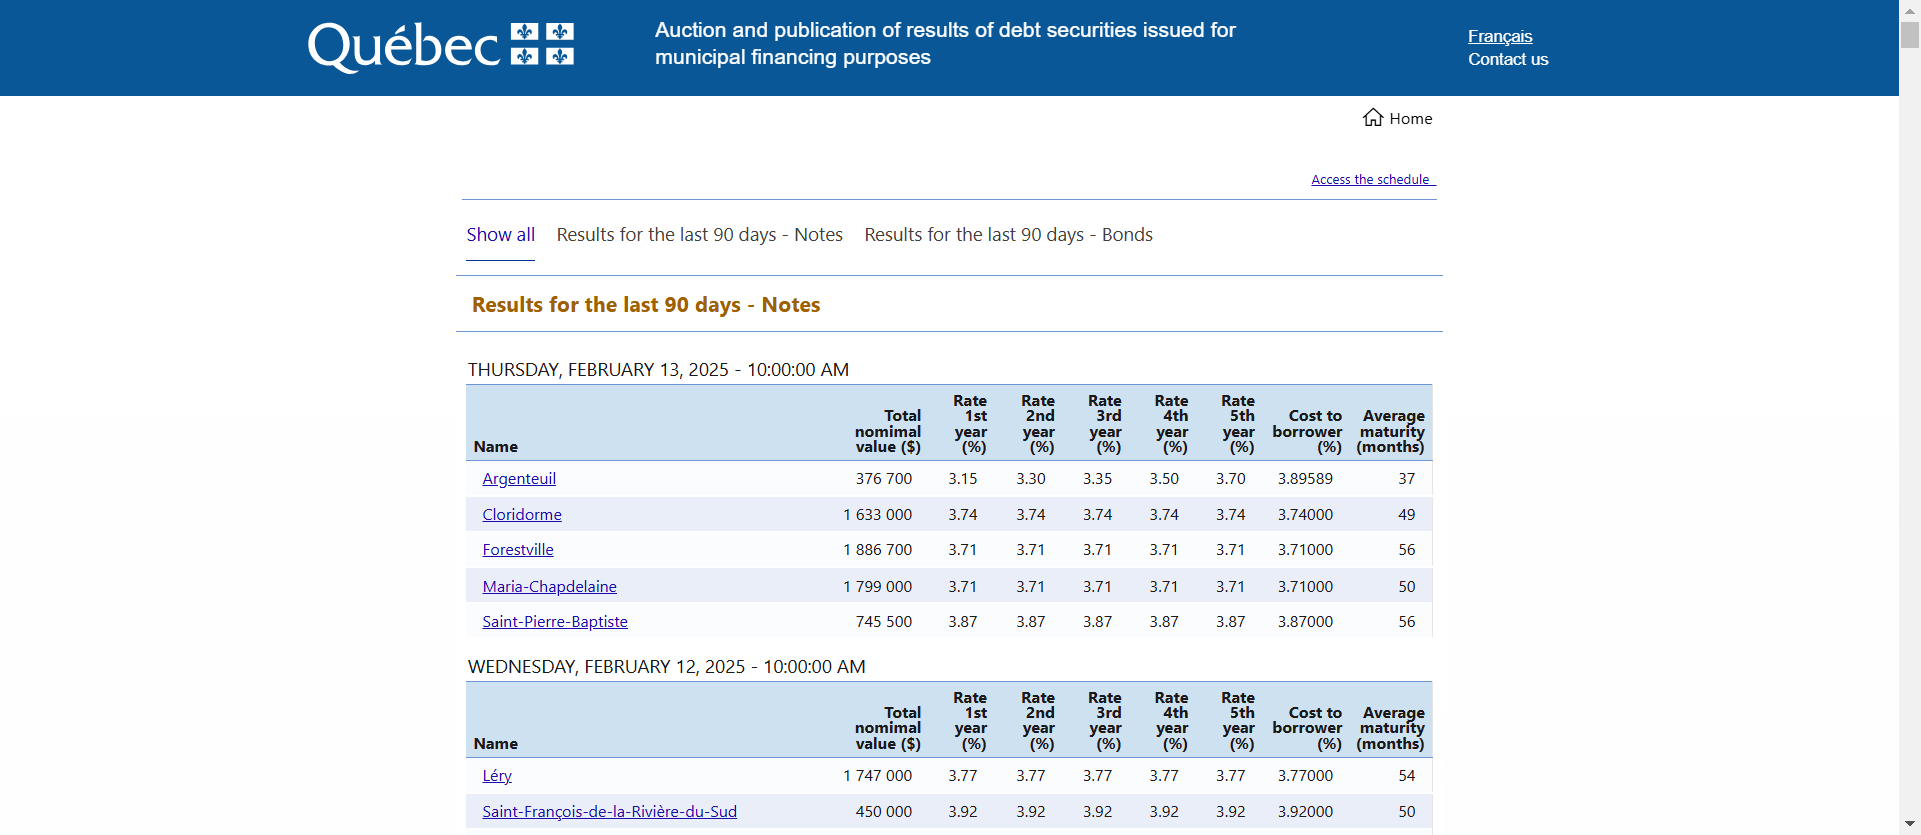 Québec
Auction and publication of results of debt securities issued for
municipal financing purposes
Français
Contact us
Home
Access the schedule
Show all Results for the last 90 days - Notes Results for the last 90 days - Bonds
Results for the last 90 days - Notes
THURSDAY, FEBRUARY 13, 2025 - 10:00:00 AM
Name Total nomimal value ($) Rate 1st year (%) Rate 2nd year (%) Rate 3rd year (%) Rate 4th year (%) Rate 5th year (%) Cost to borrower (%) Average maturity (months)
Argenteuil 376 700 3.15 3.30 3.35 3.50 3.70 3.89589 37
Cloridorme 1 633 000 3.74 3.74 3.74 3.74 3.74 3.74000 49
Forestville 1 886 700 3.71 3.71 3.71 3.71 3.71 3.71000 56
Maria-Chapdelaine 1 799 000 3.71 3.71 3.71 3.71 3.71 3.71000 50
Saint-Pierre-Baptiste 745 500 3.87 3.87 3.87 3.87 3.87 3.87000 56
WEDNESDAY, FEBRUARY 12, 2025 - 10:00:00 AM
Name Total nomimal value ($) Rate 1st year (%) Rate 2nd year (%) Rate 3rd year (%) Rate 4th year (%) Rate 5th year (%) Cost to borrower (%) Average maturity (months)
Léry 1 747 000 3.77 3.77 3.77 3.77 3.77 3.77000 54
Saint-François-de-la-Rivière-du-Sud 450 000 3.92 3.92 3.92 3.92 3.92 3.92000 50